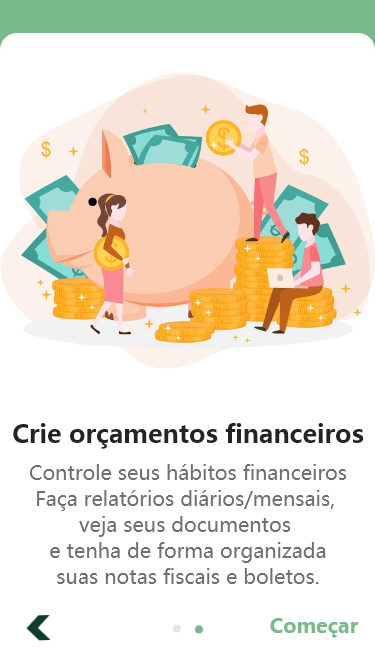 Crie orçamentos financeiros
Controle seus hábitos financeiros
Faça relatórios diários/mensais,
veja seus documentos
e tenha de forma organizada
suas notas fiscais e boletos.
Começar